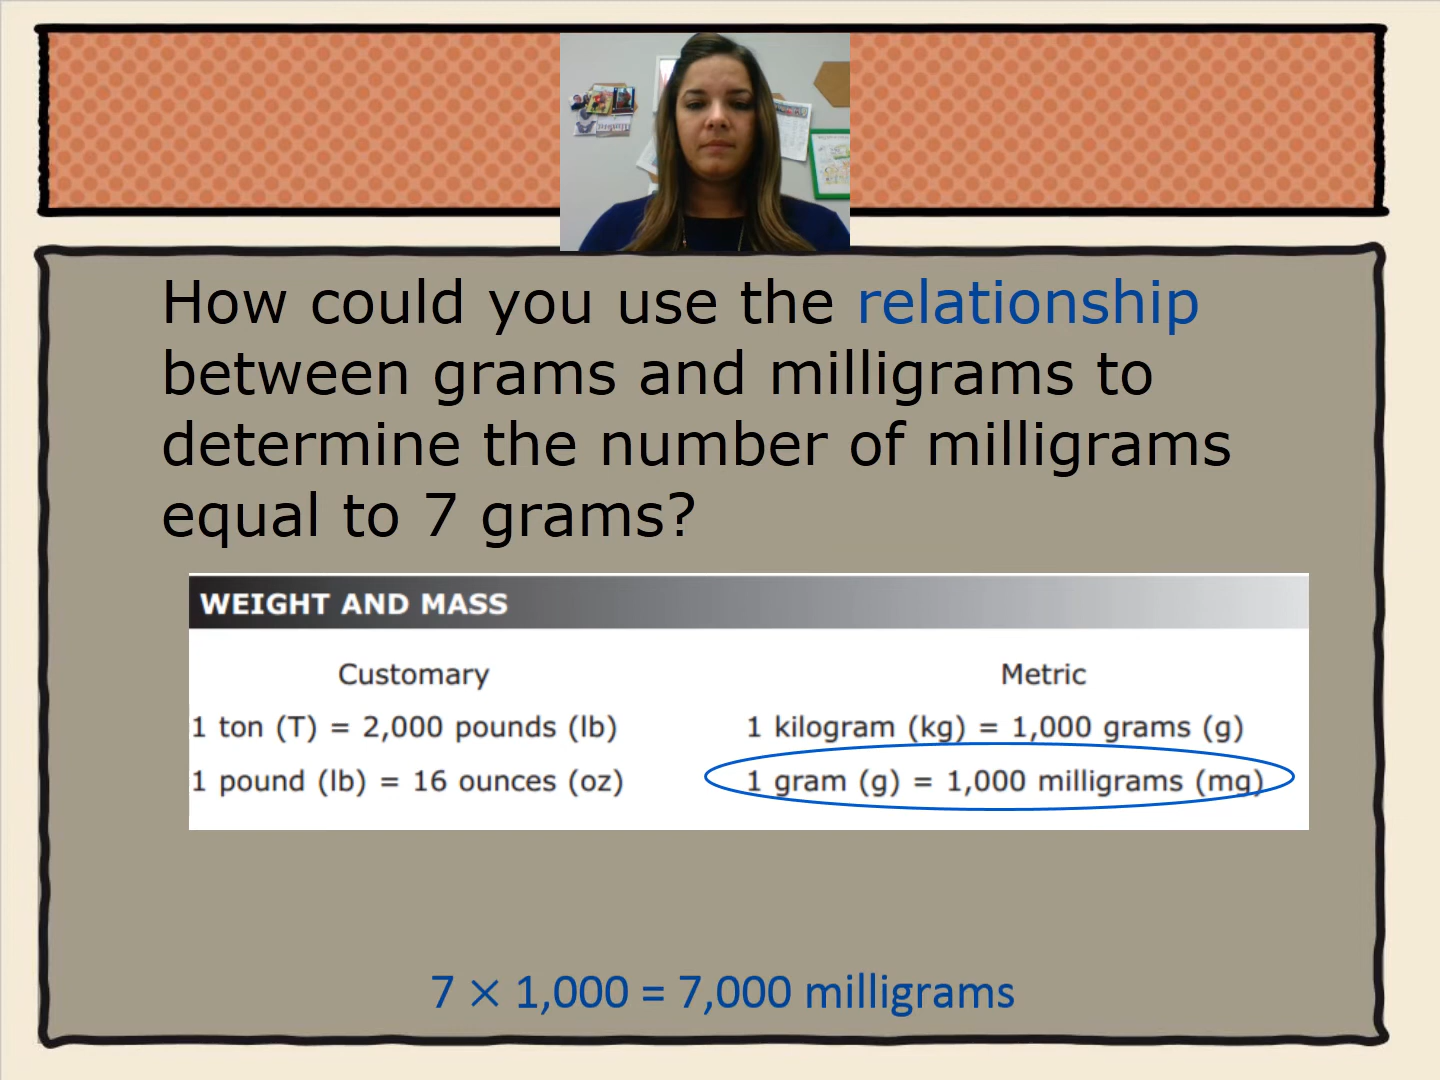 How could you use the relationship
between grams and milligrams to
determine the number of milligrams
equal to 7 grams?
WEIGHT AND MASS
Customary
Metric
1 ton (T) = 2,000 pounds (lb)
1 kilogram (kg) = 1,000 grams (g)
1 pound (lb) = 16 ounces (oz)
1 gram (g) = 1,000 milligrams (mg)
7 × 1,000 = 7,000 milligrams